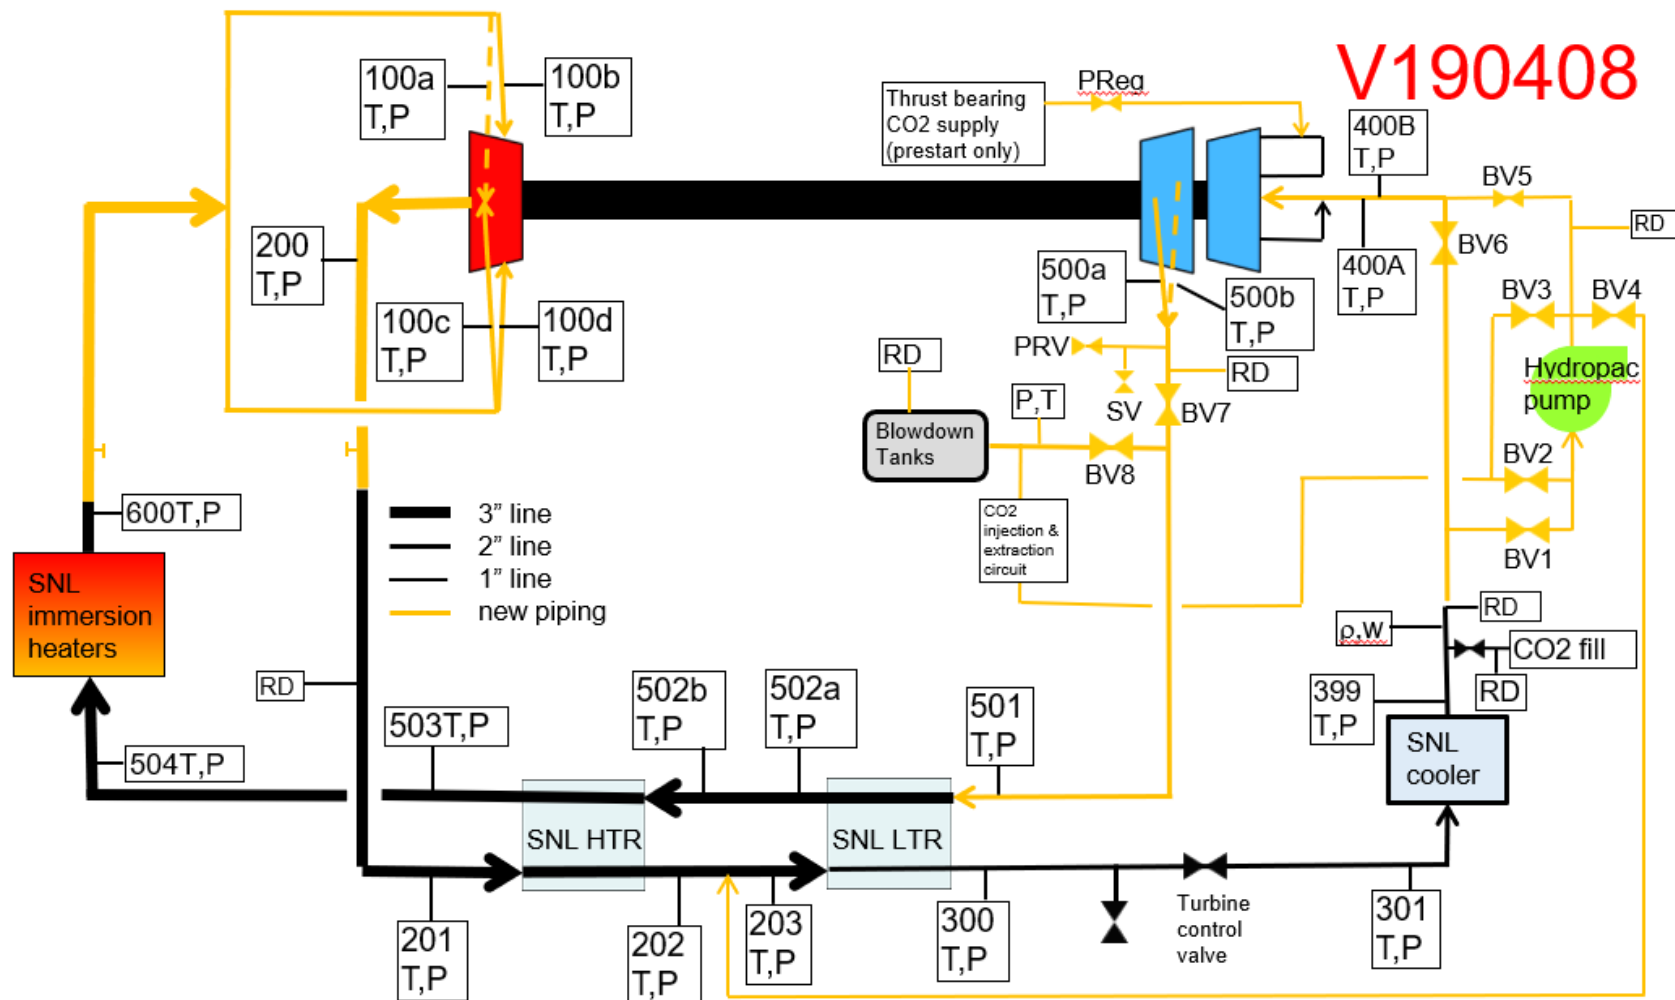 V190408
100a
T,P
100b
T,P
Thrust bearing
CO2 supply
(prestart only)
PReg
400B
T,P
BV5
RD
BV6
200
T,P
400A
T,P
500a
T,P
500b
T,P
BV3
BV4
100c
T,P
100d
T,P
PRV
RD
RD
SV
BV7
P,T
Hydropac
pump
Blowdown
Tanks
BV8
BV2
600T,P
3” line
2” line
1” line
new piping
CO2
injection &
extraction
circuit
BV1
SNL
immersion
heaters
RD
ρ,w
CO2 fill
RD
RD
502b
T,P
502a
T,P
501
T,P
399
T,P
503T,P
504T,P
SNL
cooler
SNL HTR
SNL LTR
201
T,P
202
T,P
203
T,P
300
T,P
Turbine
control
valve
301
T,P